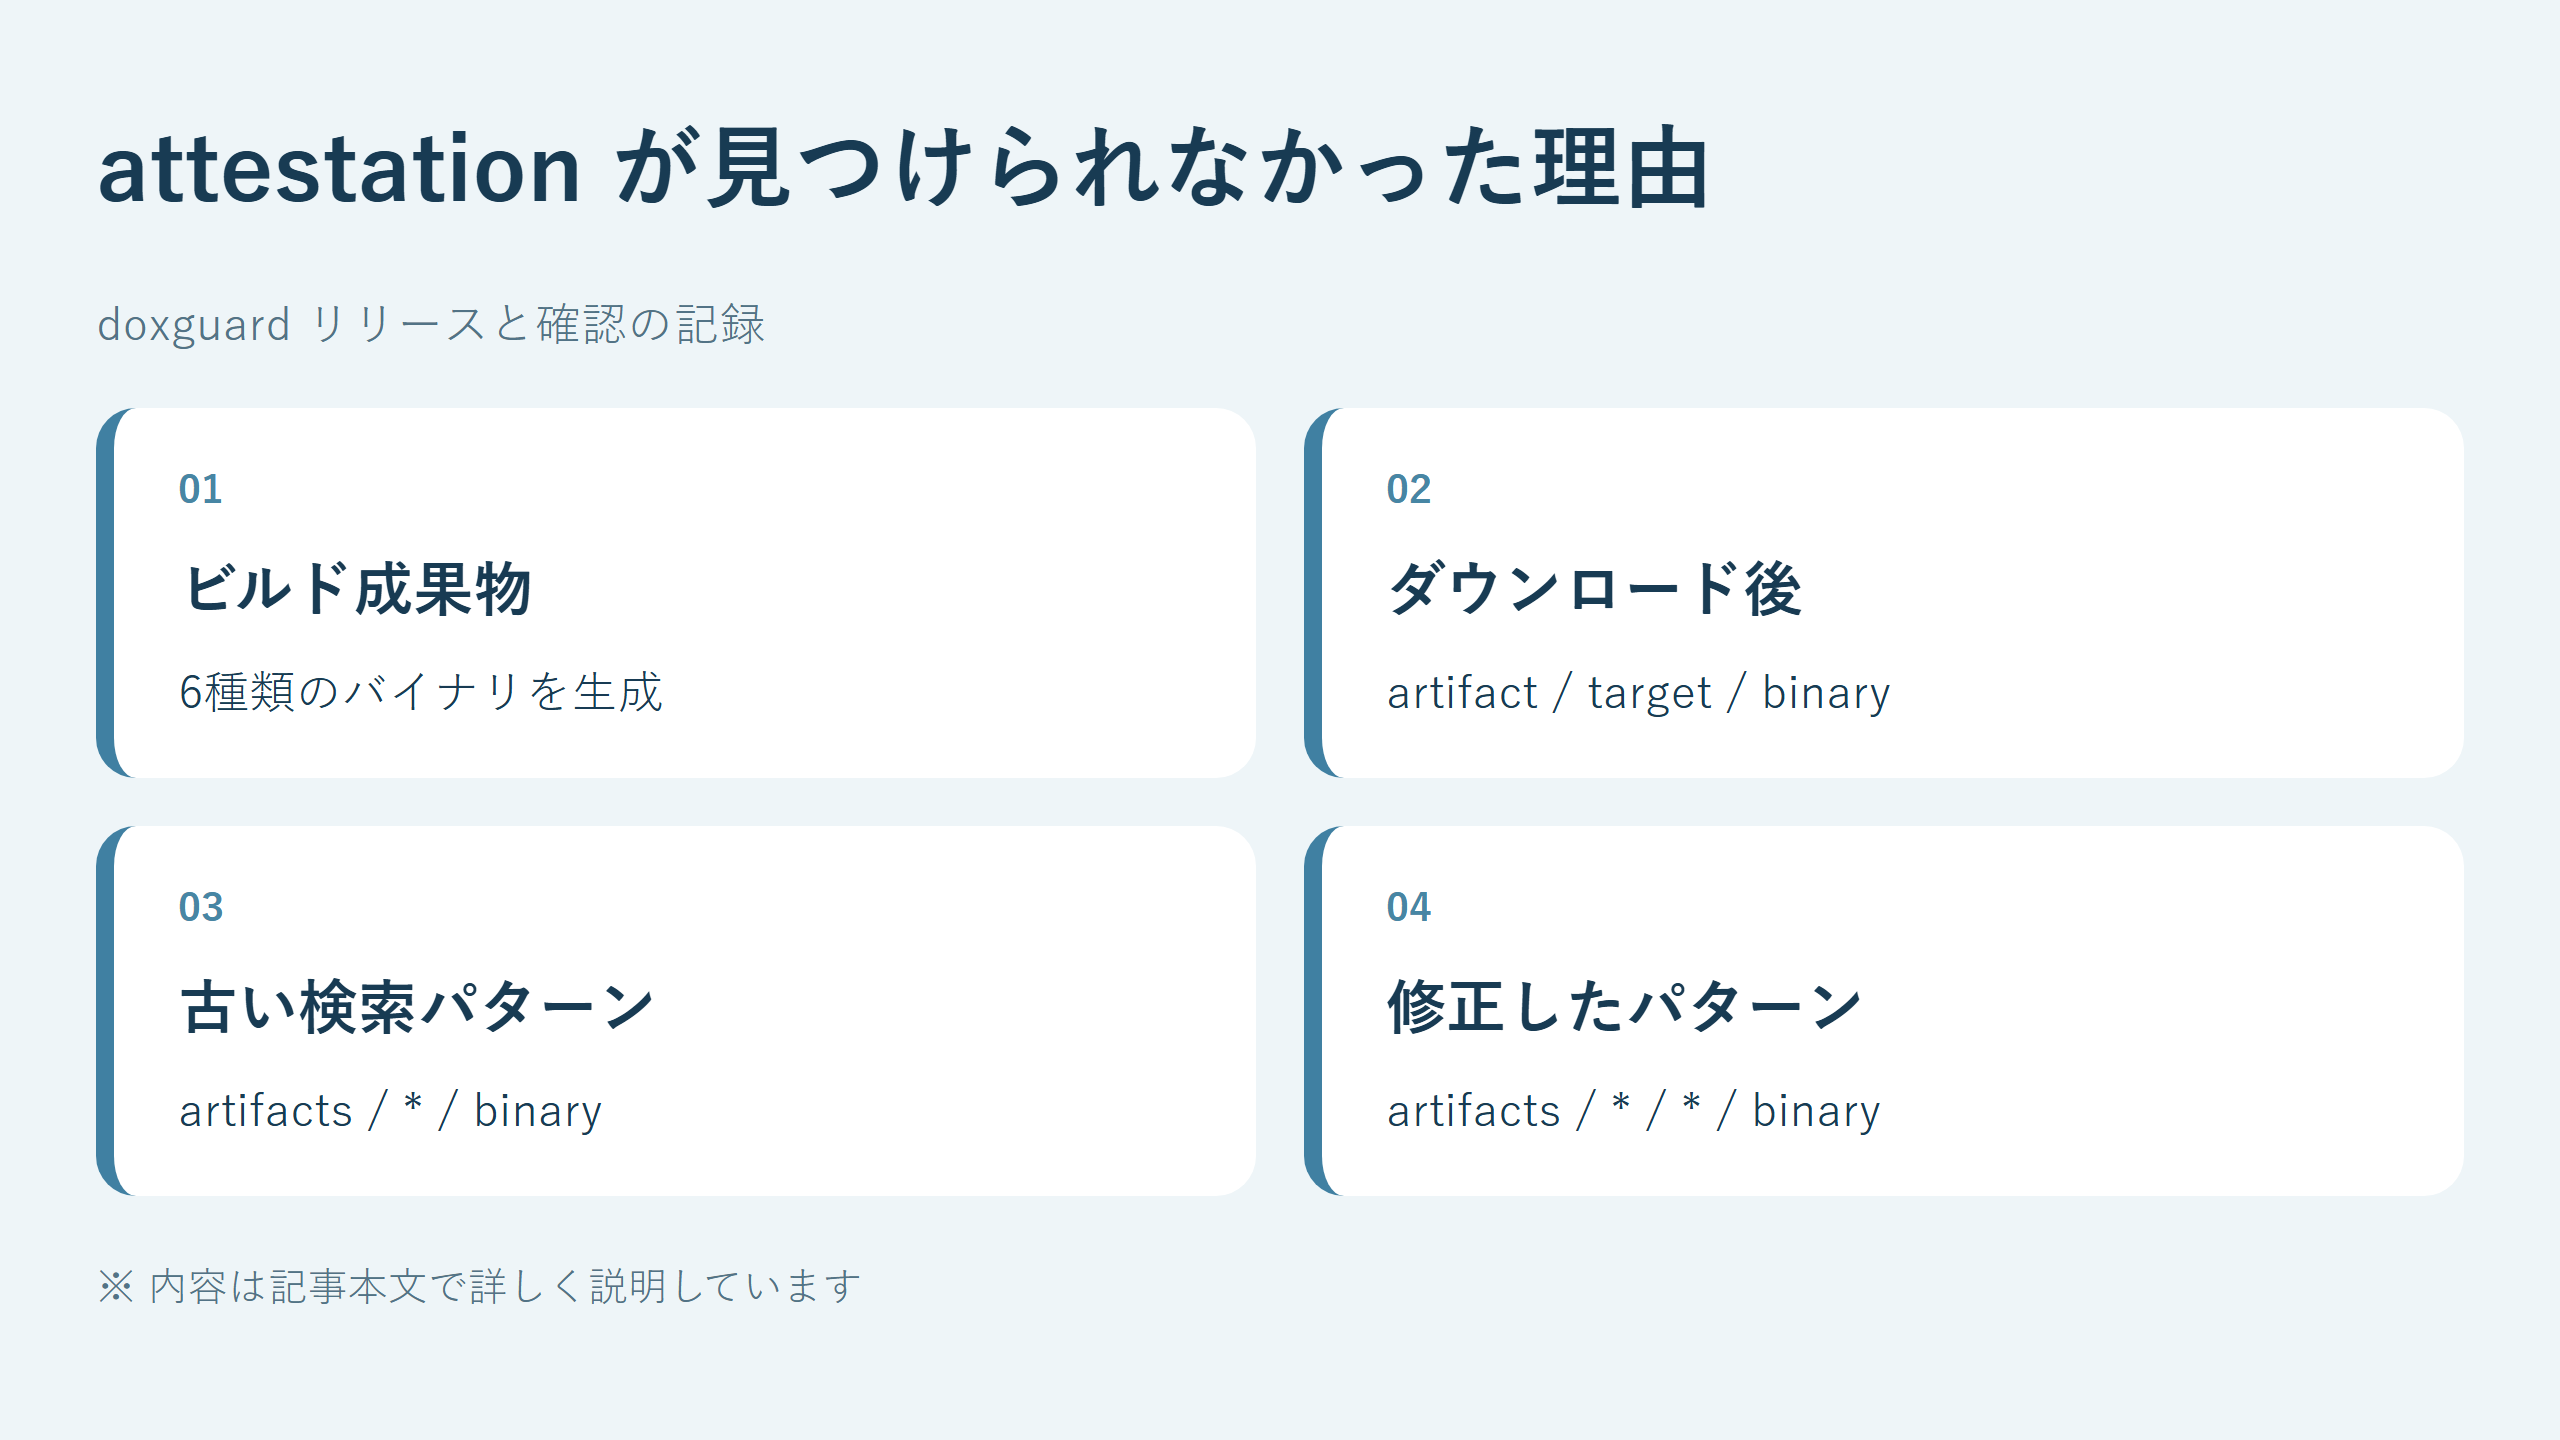 attestation が見つけられなかった理由
doxguard リリースと確認の記録
01
ビルド成果物
6種類のバイナリを生成
02
ダウンロード後
artifact / target / binary
03
古い検索パターン
artifacts / * / binary
04
修正したパターン
artifacts / * / * / binary
※ 内容は記事本文で詳しく説明しています